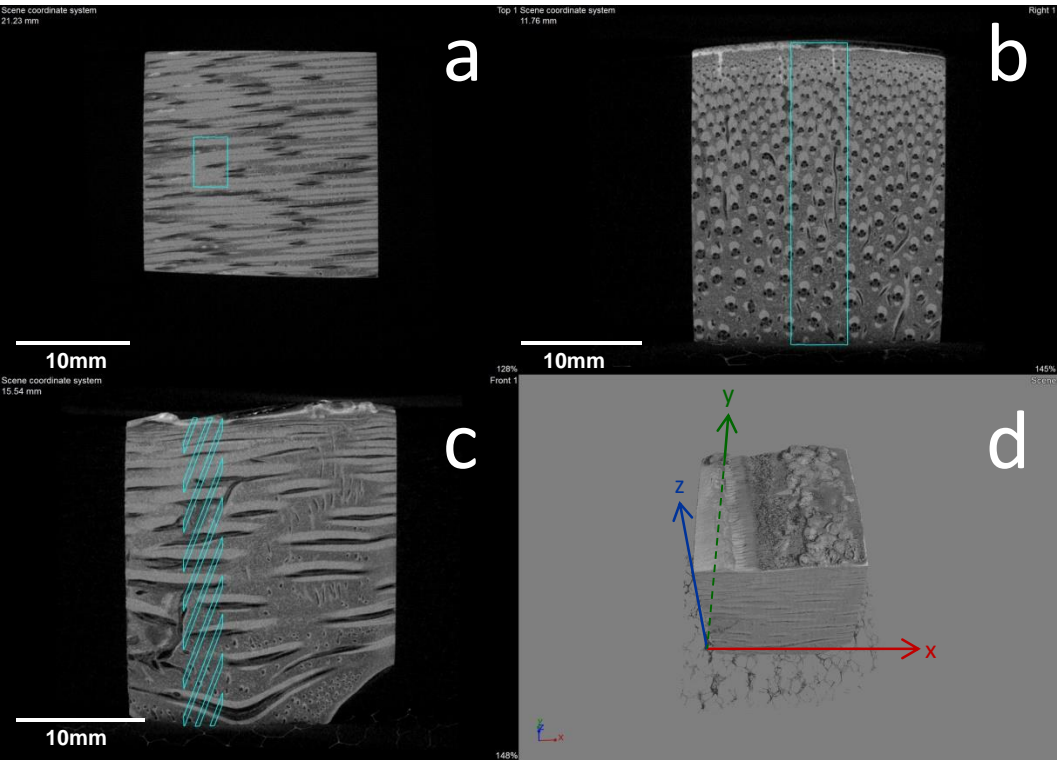 Scene coordinate system
21.23 mm
Top 1
a
10mm
128%
Scene coordinate system
11.76 mm
Right 1
b
10mm
145%
Scene coordinate system
15.54 mm
Front 1
c
10mm
148%
Scene
d
y
z
x
y
z
x